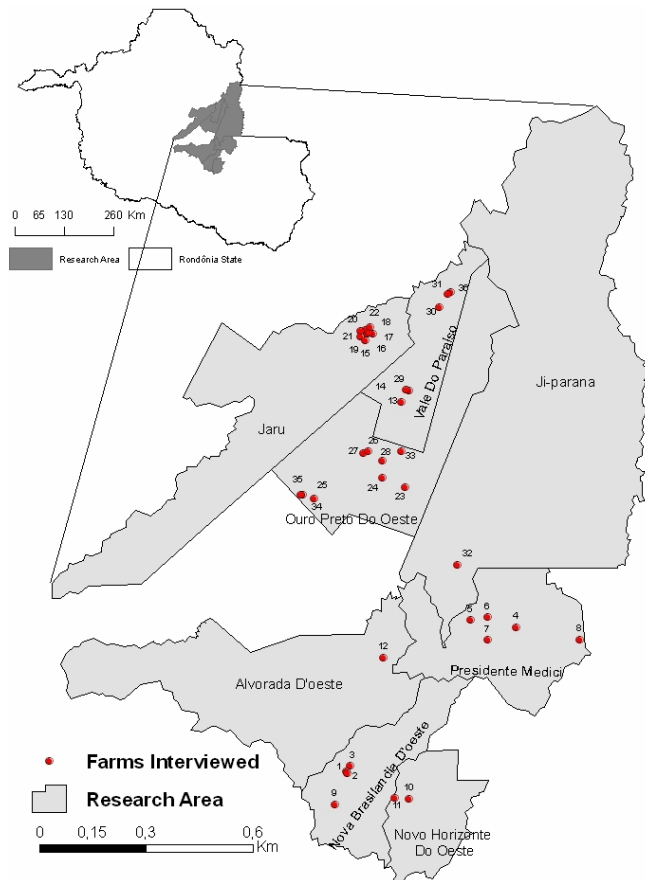 0 65 130 260 Km
Research Area
Rondônia State
31 36
30
22
20 18
21 17
19 16
15
Vale Do Paraíso
14 29
13
Ji-parana
Jaru
26
27 28 33
24 23
35 25
34
Ouro Preto Do Oeste
32
5 6 4
7 8
Presidente Medici
12
Alvorada D'oeste
3
1
2
9
Nova Brasilandia D'oeste
10
11
Novo Horizonte
Do Oeste
Farms Interviewed
Research Area
0 0,15 0,3 0,6
Km